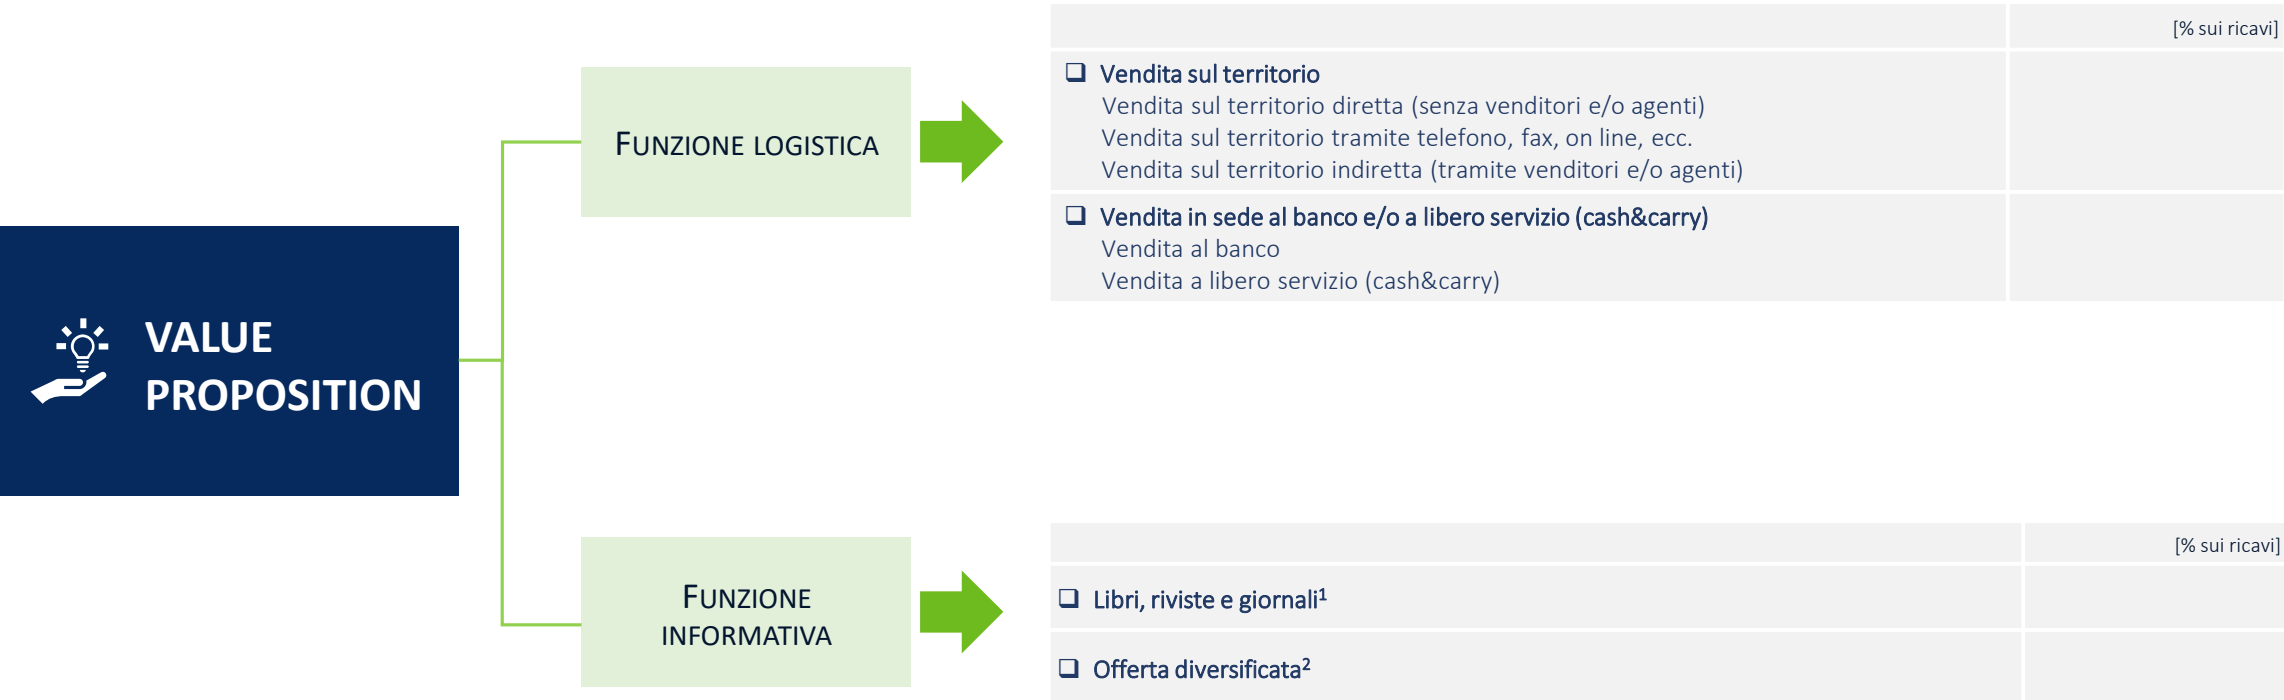 VALUE
PROPOSITION
FUNZIONE LOGISTICA
[% sui ricavi]
❑ Vendita sul territorio
Vendita sul territorio diretta (senza venditori e/o agenti)
Vendita sul territorio tramite telefono, fax, on line, ecc.
Vendita sul territorio indiretta (tramite venditori e/o agenti)
❑ Vendita in sede al banco e/o a libero servizio (cash&carry)
Vendita al banco
Vendita a libero servizio (cash&carry)
FUNZIONE
INFORMATIVA
[% sui ricavi]
❑ Libri, riviste e giornali¹
❑ Offerta diversificata²